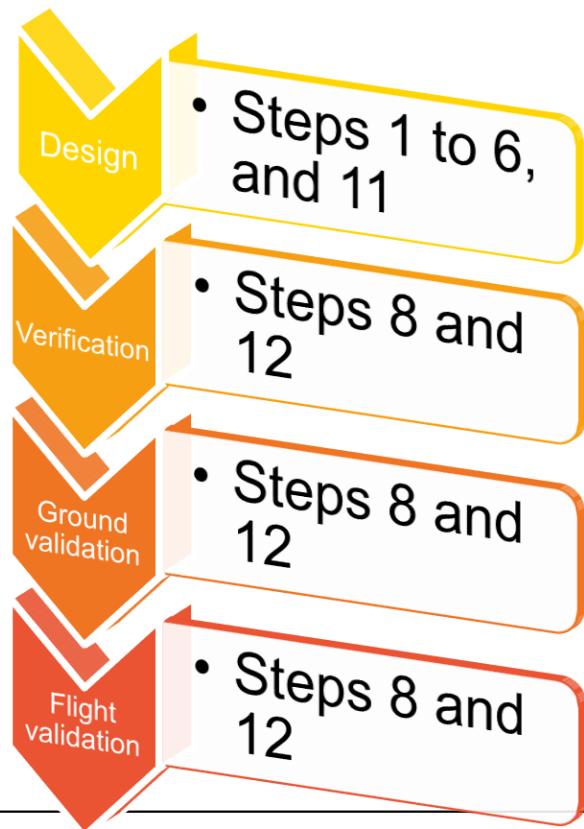 Design
• Steps 1 to 6,
and 11
Verification
• Steps 8 and
12
Ground
validation
• Steps 8 and
12
Flight
validation
• Steps 8 and
12